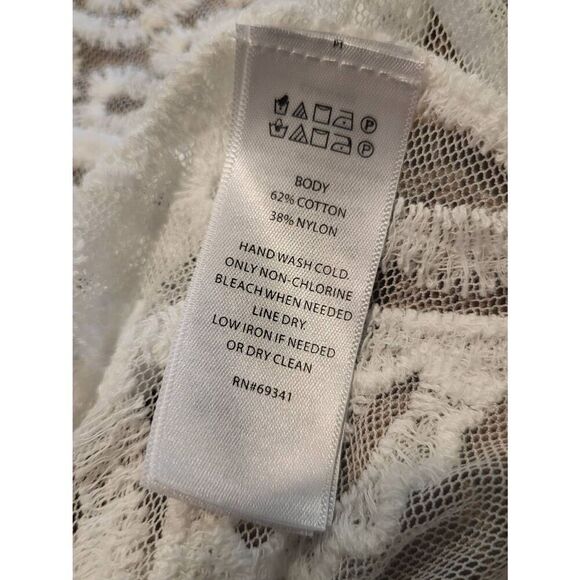 P
P
BODY
62% COTTON
38% NYLON
HAND WASH COLD.
ONLY NON-CHLORINE
BLEACH WHEN NEEDED
LINE DRY
LOW IRON IF NEEDED
OR DRY CLEAN
RN#69341